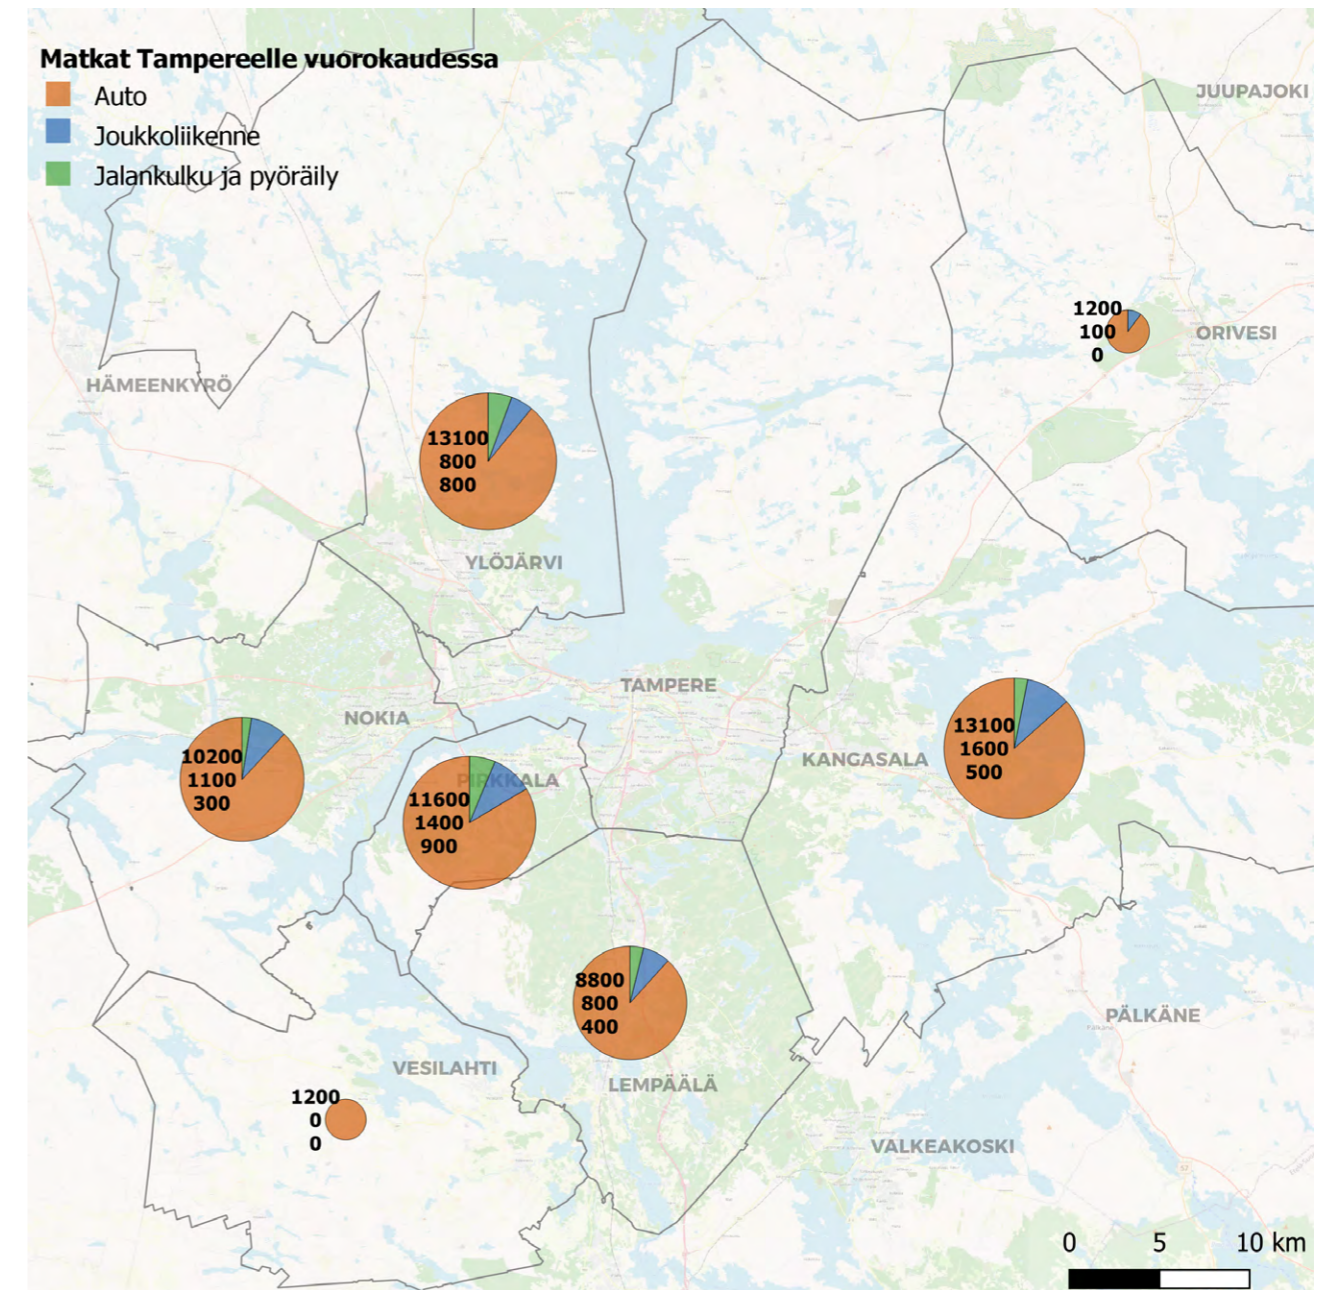 Matkat Tampereelle vuorokaudessa
Auto
Joukkoliikenne
Jalankulku ja pyöräily
JUUPAJOKI
1200
100
0
ORIVESI
HÄMEENKYRÖ
13100
800
800
YLÖJÄRVI
TAMPERE
NOKIA
KANGASALA
13100
1600
500
10200
1100
300
PIRKKALA
11600
1400
900
8800
800
400
PÄLKÄNE
Pälkäne
VESILAHTI
LEMPÄÄLÄ
1200
0
0
VALKEAKOSKI
0 5 10 km